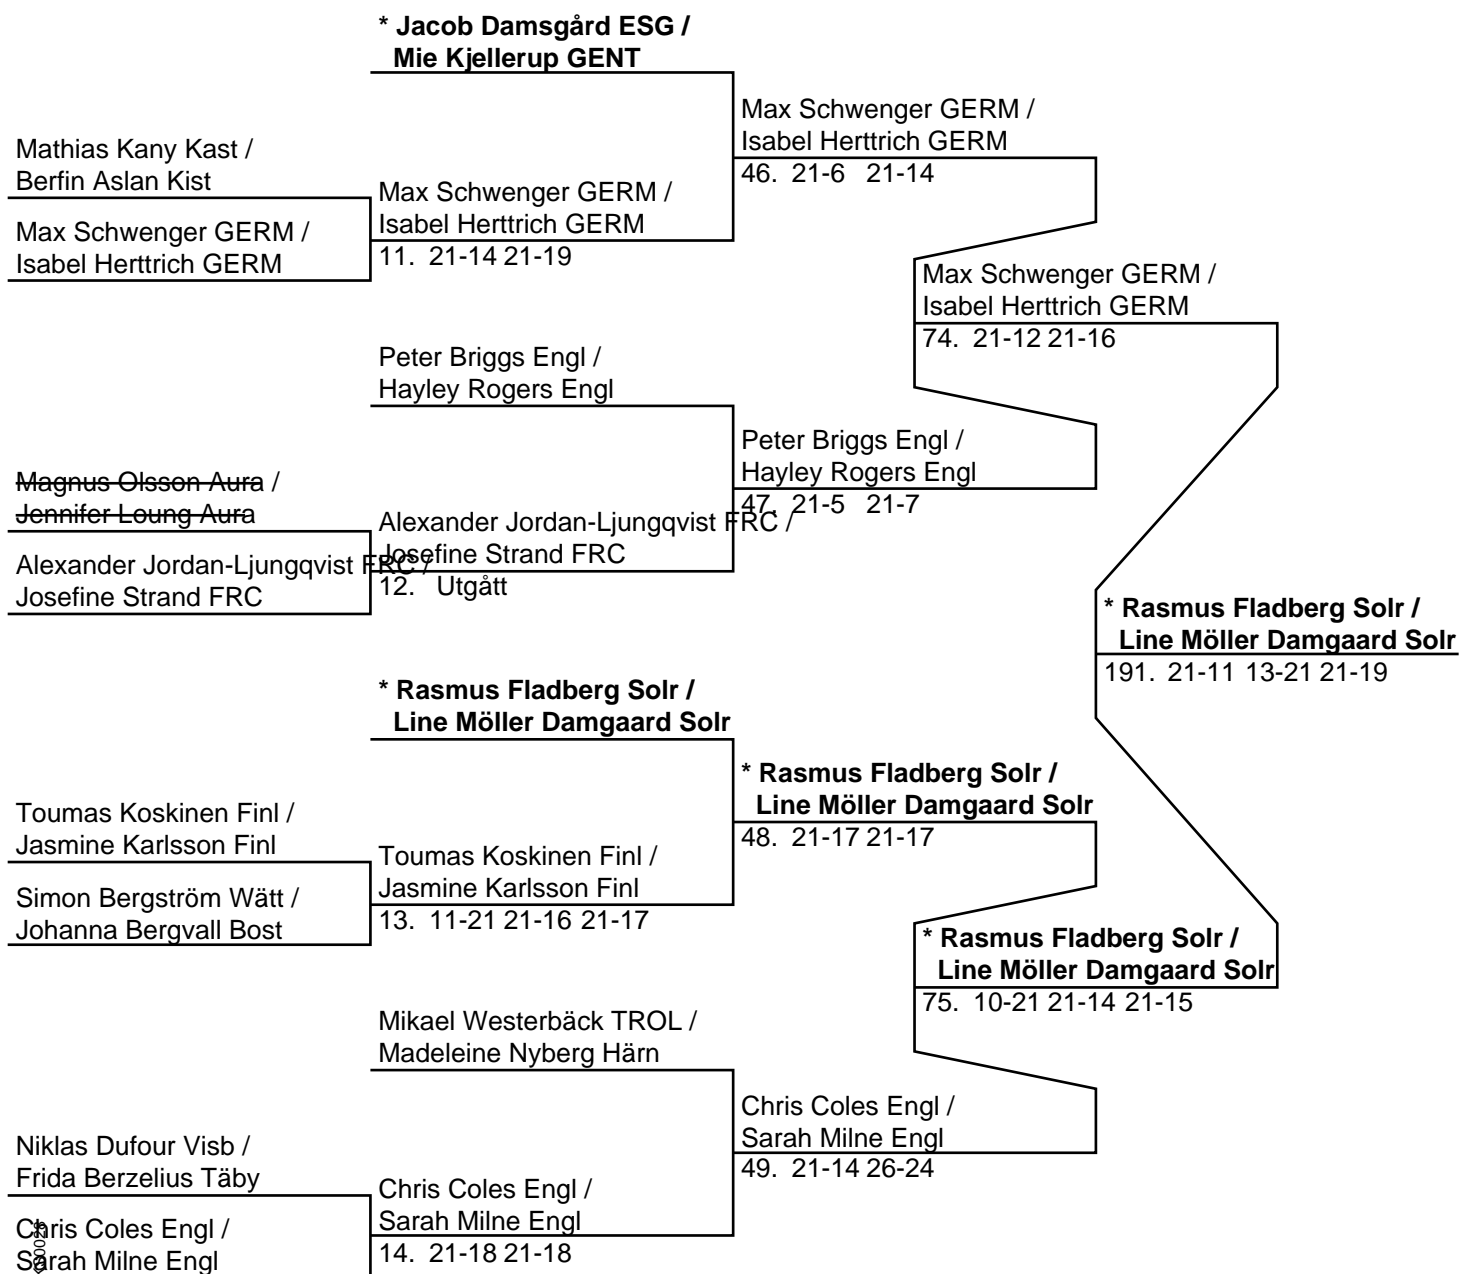 * Jacob Damsgård ESG /
Mie Kjellerup GENT
Max Schwenger GERM /
Isabel Herttrich GERM
46. 21-6 21-14
Mathias Kany Kast /
Berfin Aslan Kist
Max Schwenger GERM /
Isabel Herttrich GERM
11. 21-14 21-19
Max Schwenger GERM /
Isabel Herttrich GERM
Max Schwenger GERM /
Isabel Herttrich GERM
74. 21-12 21-16
Peter Briggs Engl /
Hayley Rogers Engl
Peter Briggs Engl /
Hayley Rogers Engl
47. 21-5 21-7
Magnus Olsson Aura /
Jennifer Loung Aura
Alexander Jordan-Ljungqvist FRC /
Josefine Strand FRC
12. Utgått
Alexander Jordan-Ljungqvist FRC /
Josefine Strand FRC
* Rasmus Fladberg Solr /
Line Möller Damgaard Solr
191. 21-11 13-21 21-19
* Rasmus Fladberg Solr /
Line Möller Damgaard Solr
* Rasmus Fladberg Solr /
Line Möller Damgaard Solr
48. 21-17 21-17
Toumas Koskinen Finl /
Jasmine Karlsson Finl
Toumas Koskinen Finl /
Jasmine Karlsson Finl
13. 11-21 21-16 21-17
Simon Bergström Wätt /
Johanna Bergvall Bost
* Rasmus Fladberg Solr /
Line Möller Damgaard Solr
75. 10-21 21-14 21-15
Mikael Westerbäck TROL /
Madeleine Nyberg Härn
Chris Coles Engl /
Sarah Milne Engl
49. 21-14 26-24
Niklas Dufour Visb /
Frida Berzelius Täby
Chris Coles Engl /
Sarah Milne Engl
14. 21-18 21-18
Chris Coles Engl /
Sarah Milne Engl